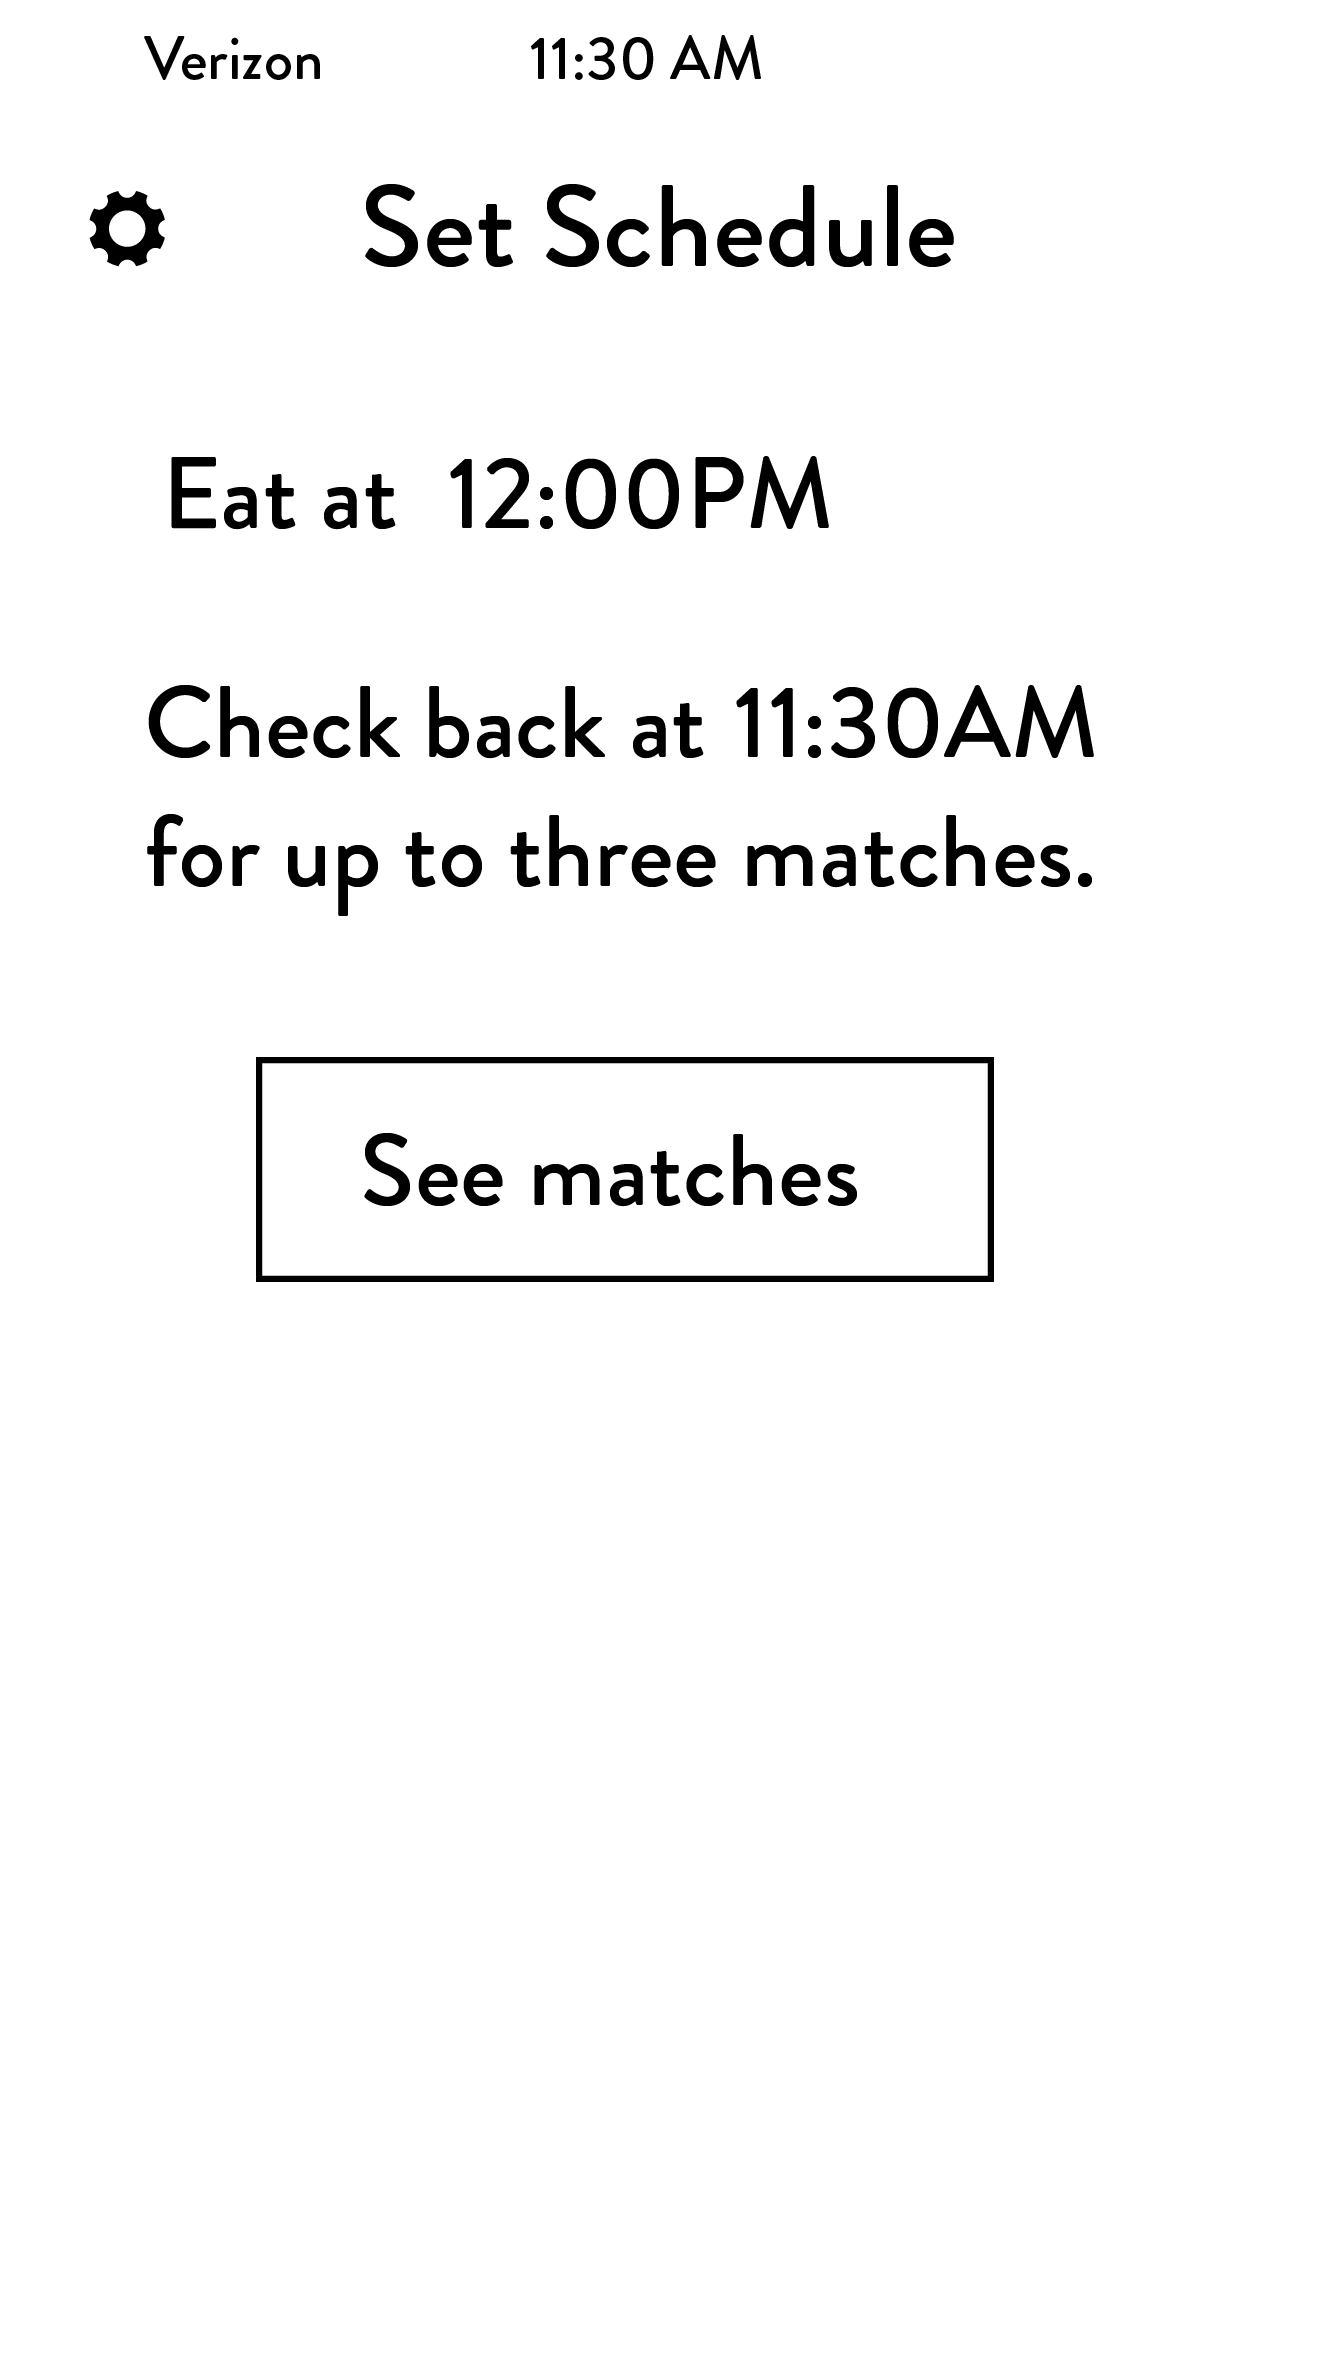 Verizon 11:30 AM
Set Schedule
Eat at 12:00PM
Check back at 11:30AM
for up to three matches.
See matches